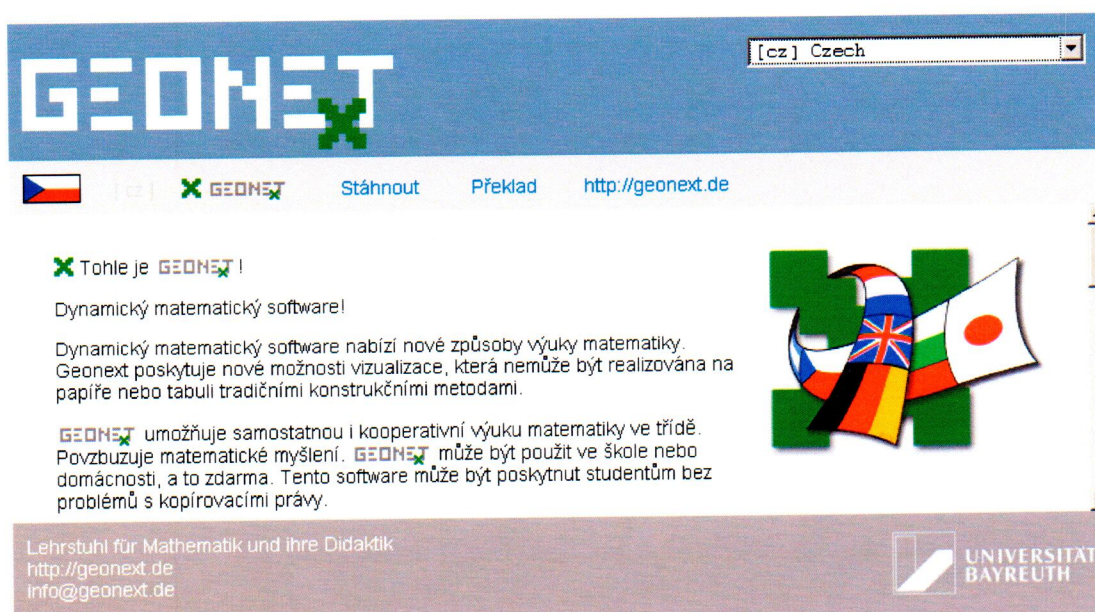 GEONExT
[cz] Czech
[cz] GEONExT Stáhnout Překlad http://geonext.de
Tohle je GEONExT !
Dynamický matematický software!
Dynamický matematický software nabízí nové způsoby výuky matematiky.
Geonext poskytuje nové možnosti vizualizace, která nemůže být realizována na
papíře nebo tabuli tradičními konstrukčními metodami.
GEONExT umožňuje samostatnou i kooperativní výuku matematiky ve třídě.
Povzbuzuje matematické myšlení. GEONExT může být použit ve škole nebo
domácnosti, a to zdarma. Tento software může být poskytnut studentům bez
problémů s kopírovacími právy.
Lehrstuhl für Mathematik und ihre Didaktik
http://geonext.de
info@geonext.de
UNIVERSITÄT
BAYREUTH